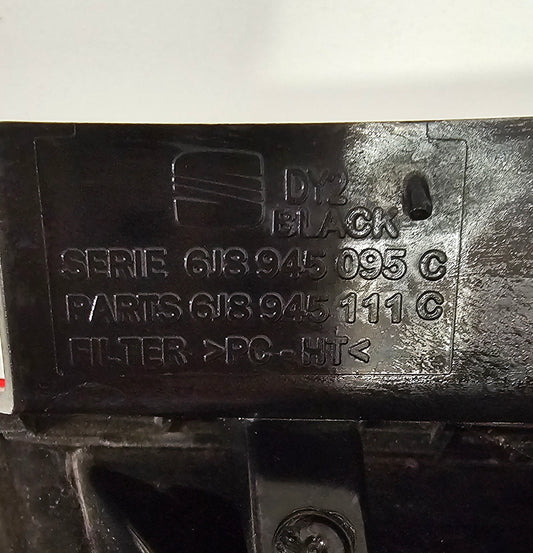 DY2
BLACK
SERIE 6J8 945 095 C
PARTS 6J8 945 111 C
FILTER >PC-HT<